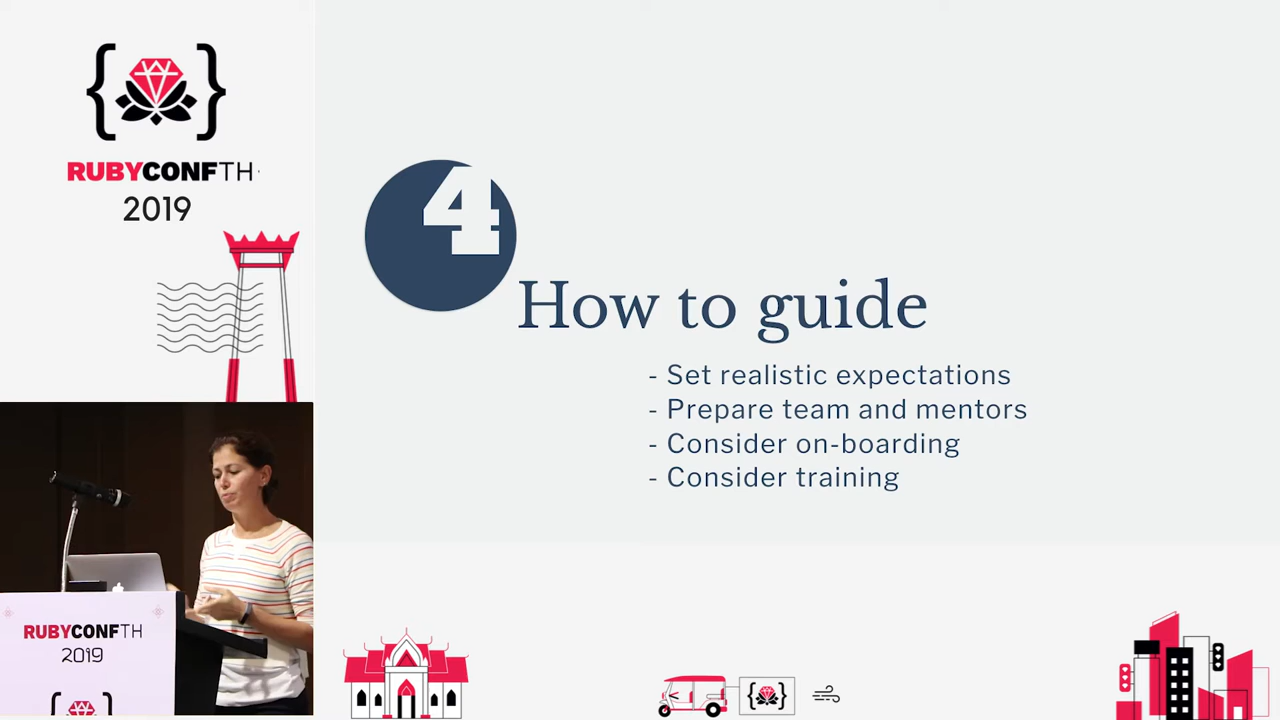 RUBYCONFTH
2019
4
How to guide
- Set realistic expectations
- Prepare team and mentors
- Consider on-boarding
- Consider training
RUBYCONFTH
2019